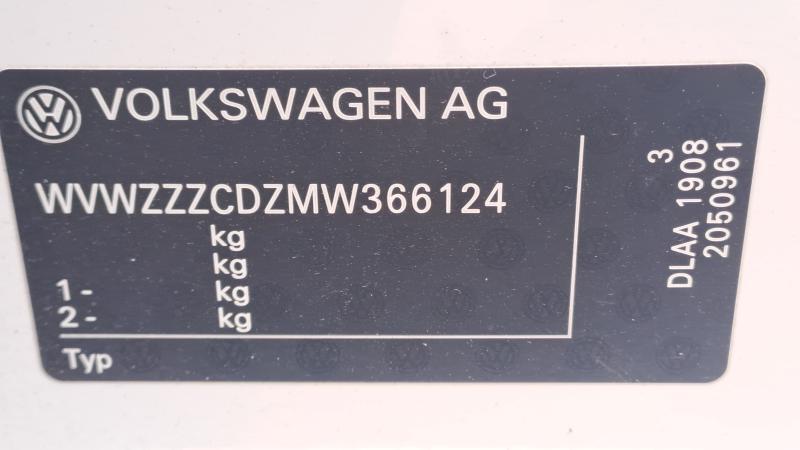 VOLKSWAGEN AG
WVWZZZCDZMW366124
kg
kg
1- kg
2- kg
Typ
3
DLAA 1908
2050961